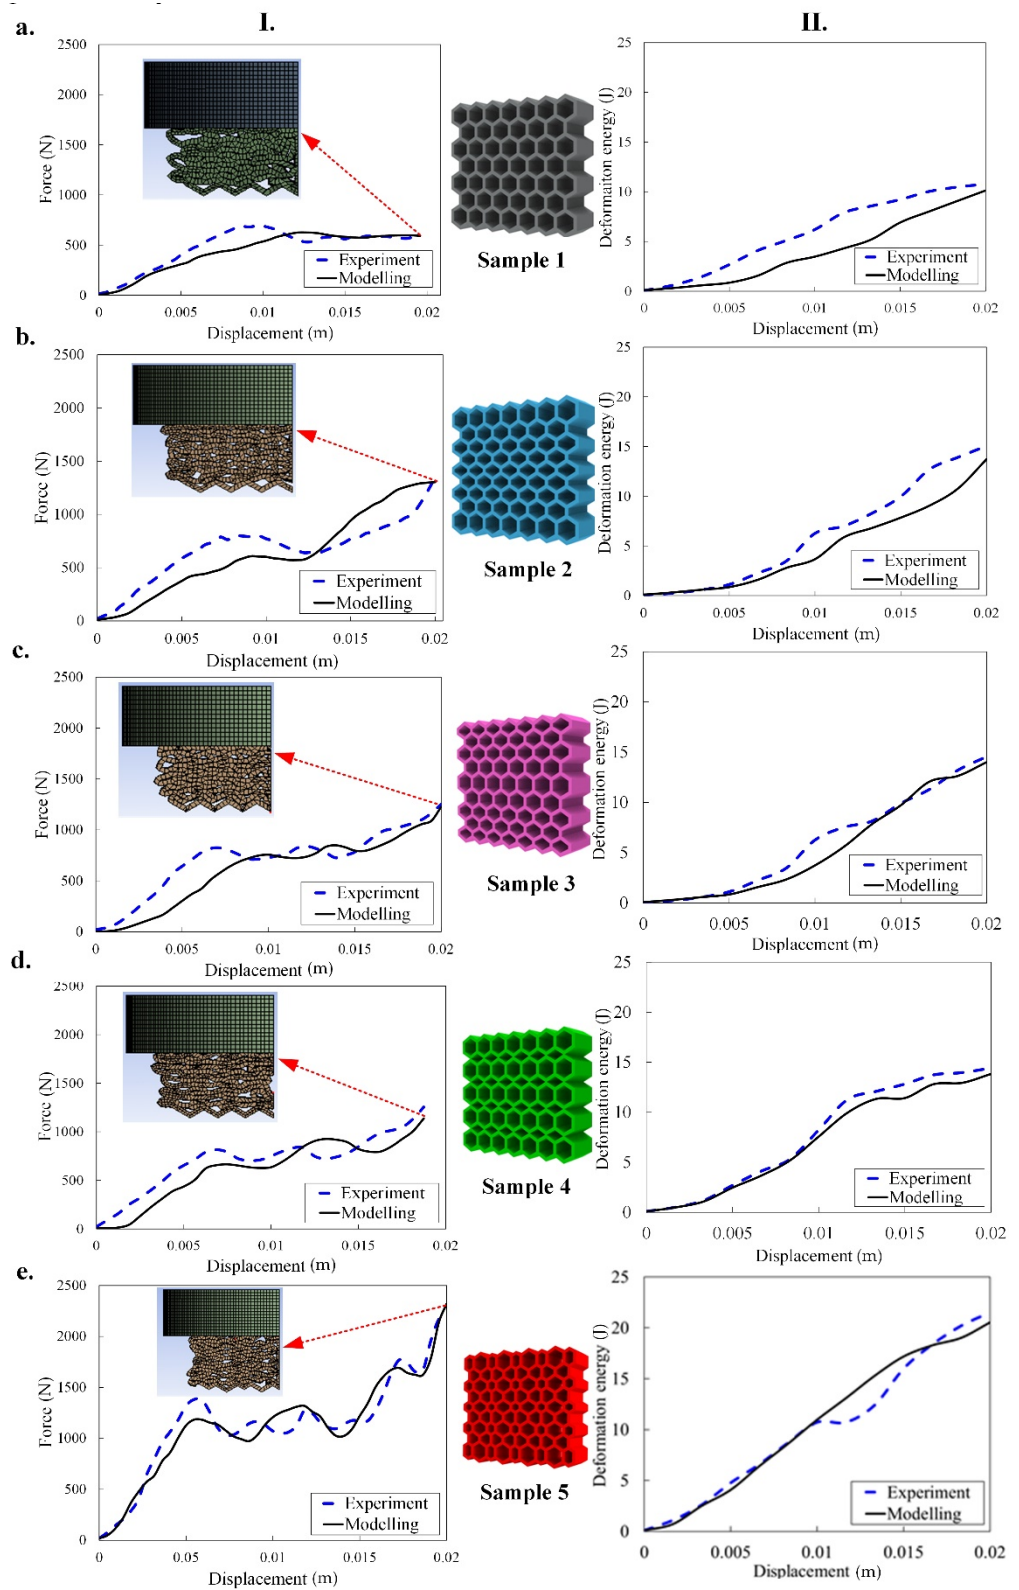 I. II.
a.
2500
2000
1500
1000
500
0
Force (N)
0 0.005 0.01 0.015 0.02
Displacement (m)
Experiment
Modelling
Sample 1
25
20
15
10
5
0
Deformaiton energy (J)
0 0.005 0.01 0.015 0.02
Displacement (m)
Experiment
Modelling
b.
2500
2000
1500
1000
500
0
Force (N)
0 0.005 0.01 0.015 0.02
Displacement (m)
Experiment
Modelling
Sample 2
25
20
15
10
5
0
Deformation energy (J)
0 0.005 0.01 0.015 0.02
Displacement (m)
Experiment
Modelling
c.
2500
2000
1500
1000
500
0
Force (N)
0 0.005 0.01 0.015 0.02
Displacement (m)
Experiment
Modelling
Sample 3
25
20
15
10
5
0
Deformation energy (J)
0 0.005 0.01 0.015 0.02
Displacement (m)
Experiment
Modelling
d.
2500
2000
1500
1000
500
0
Force (N)
0 0.005 0.01 0.015 0.02
Displacement (m)
Experiment
Modelling
Sample 4
25
20
15
10
5
0
Deformation energy (J)
0 0.005 0.01 0.015 0.02
Displacement (m)
Experiment
Modelling
e.
2500
2000
1500
1000
500
0
Force (N)
0 0.005 0.01 0.015 0.02
Displacement (m)
Experiment
Modelling
Sample 5
25
20
15
10
5
0
Deformation energy (J)
0 0.005 0.01 0.015 0.02
Displacement (m)
Experiment
Modelling